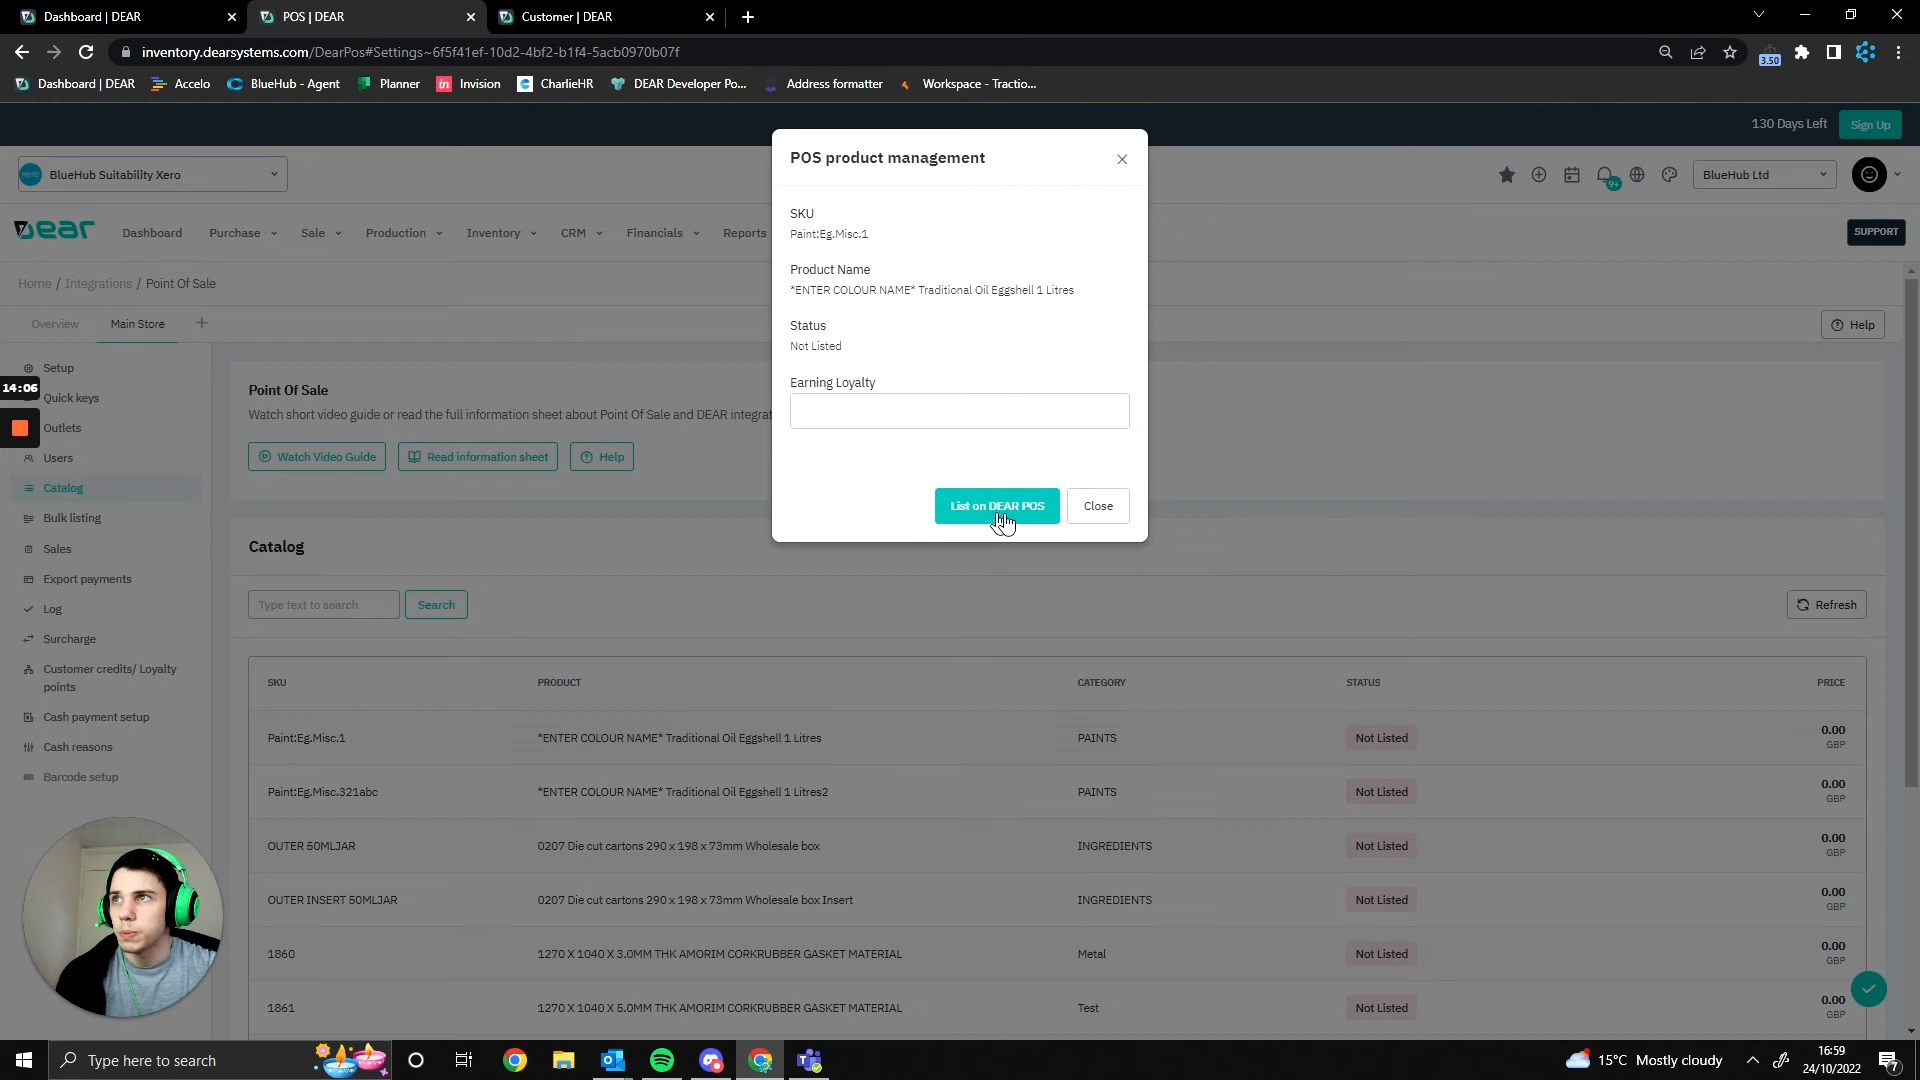 Dashboard | DEAR
POS | DEAR
Customer | DEAR
inventory.dearsystems.com/DearPos#Settings~6f5f41ef-10d2-4bf2-b1f4-5acb0970b07f
3.50
Dashboard | DEAR
Accelo
BlueHub - Agent
Planner
in Invision
CharlieHR
DEAR Developer Po...
Address formatter
Workspace - Tractio...
130 Days Left
Sign Up
BlueHub Suitability Xero
9+
BlueHub Ltd
DEAR
Dashboard
Purchase
Sale
Production
Inventory
CRM
Financials
Reports
SUPPORT
Home / Integrations / Point Of Sale
Overview
Main Store
Help
Setup
14:06
Quick keys
Outlets
Users
Catalog
Bulk listing
Sales
Export payments
Log
Surcharge
Customer credits/ Loyalty
points
Cash payment setup
Cash reasons
Barcode setup
Point Of Sale
Watch short video guide or read the full information sheet about Point Of Sale and DEAR integrat
Watch Video Guide
Read information sheet
Help
POS product management
SKU
Paint:Eg.Misc.1
Product Name
*ENTER COLOUR NAME* Traditional Oil Eggshell 1 Litres
Status
Not Listed
Earning Loyalty
List on DEAR POS
Close
Catalog
Type text to search
Search
Refresh
SKU PRODUCT CATEGORY STATUS PRICE
Paint:Eg.Misc.1 *ENTER COLOUR NAME* Traditional Oil Eggshell 1 Litres PAINTS Not Listed 0.00
GBP
Paint:Eg.Misc.321abc *ENTER COLOUR NAME* Traditional Oil Eggshell 1 Litres2 PAINTS Not Listed 0.00
GBP
OUTER 50MLJAR 0207 Die cut cartons 290 x 198 x 73mm Wholesale box INGREDIENTS Not Listed 0.00
GBP
OUTER INSERT 50MLJAR 0207 Die cut cartons 290 x 198 x 73mm Wholesale box Insert INGREDIENTS Not Listed 0.00
GBP
1860 1270 X 1040 X 3.0MM THK AMORIM CORKRUBBER GASKET MATERIAL Metal Not Listed 0.00
GBP
1861 1270 X 1040 X 5.0MM THK AMORIM CORKRUBBER GASKET MATERIAL Test Not Listed 0.00
GBP
Type here to search
15°C Mostly cloudy
16:59
24/10/2022
7